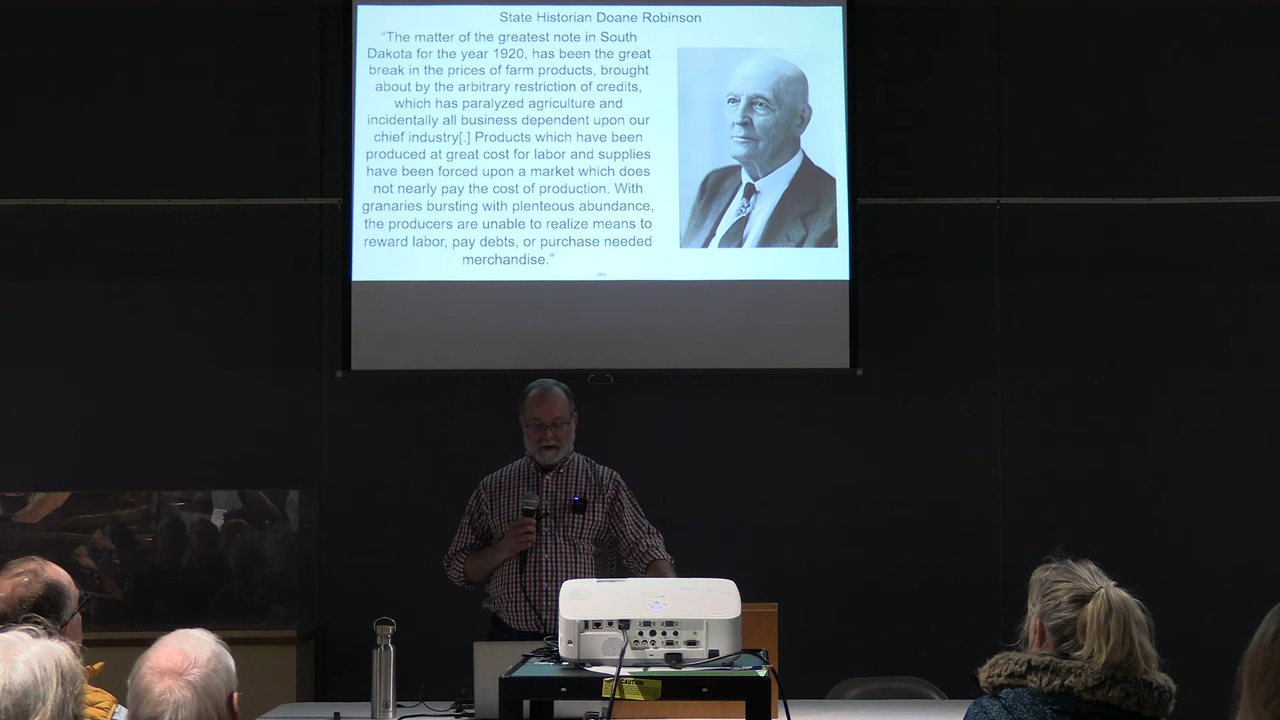 State Historian Doane Robinson
“The matter of the greatest note in South
Dakota for the year 1920, has been the great
break in the prices of farm products, brought
about by the arbitrary restriction of credits,
which has paralyzed agriculture and
incidentally all business dependent upon our
chief industry[.] Products which have been
produced at great cost for labor and supplies
have been forced upon a market which does
not nearly pay the cost of production. With
granaries bursting with plenteous abundance,
the producers are unable to realize means to
reward labor, pay debts, or purchase needed
merchandise.”
CAUTION